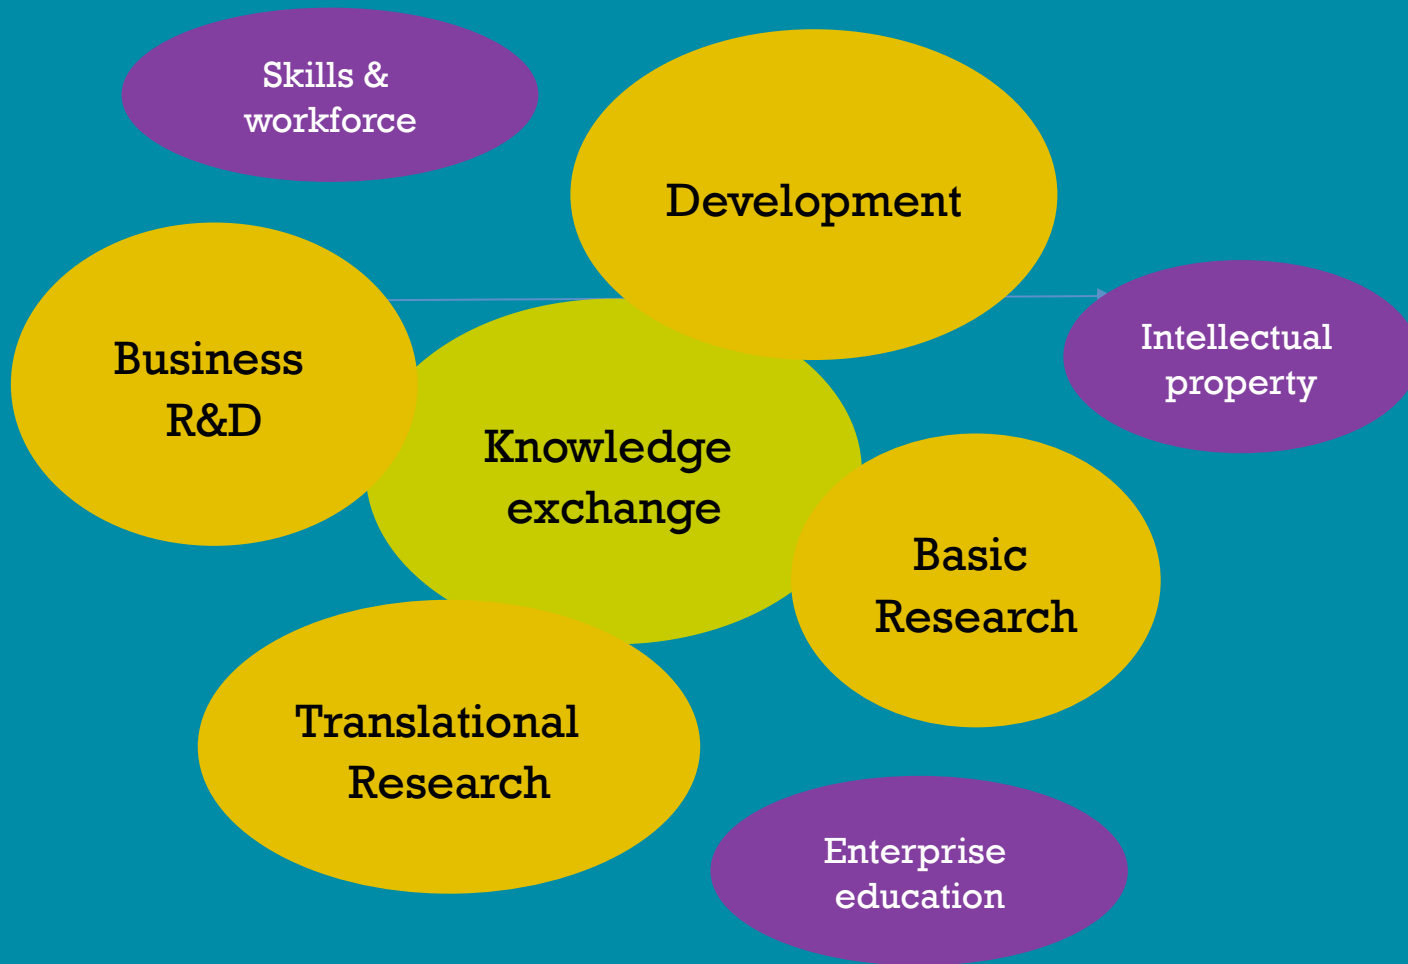 Skills &
workforce
Development
Business
R&D
Intellectual
property
Knowledge
exchange
Basic
Research
Translational
Research
Enterprise
education